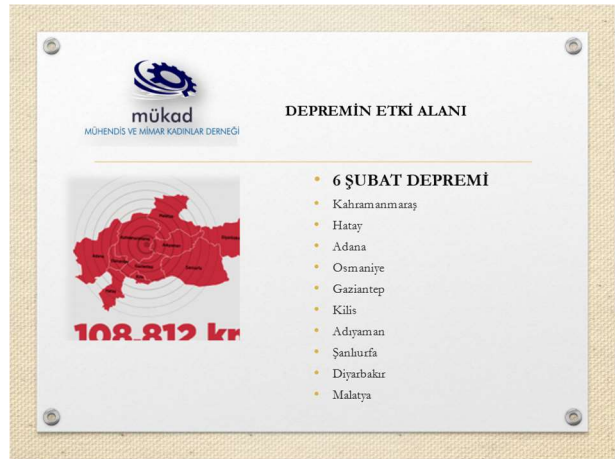 mükad
MÜHENDİS VE MİMAR KADINLAR DERNEĞİ
DEPREMİN ETKİ ALANI
6 ŞUBAT DEPREMİ
Kahramanmaraş
Hatay
Adana
Osmaniye
Gaziantep
Kilis
Adıyaman
Şanlıurfa
Diyarbakır
Malatya
108.812 km